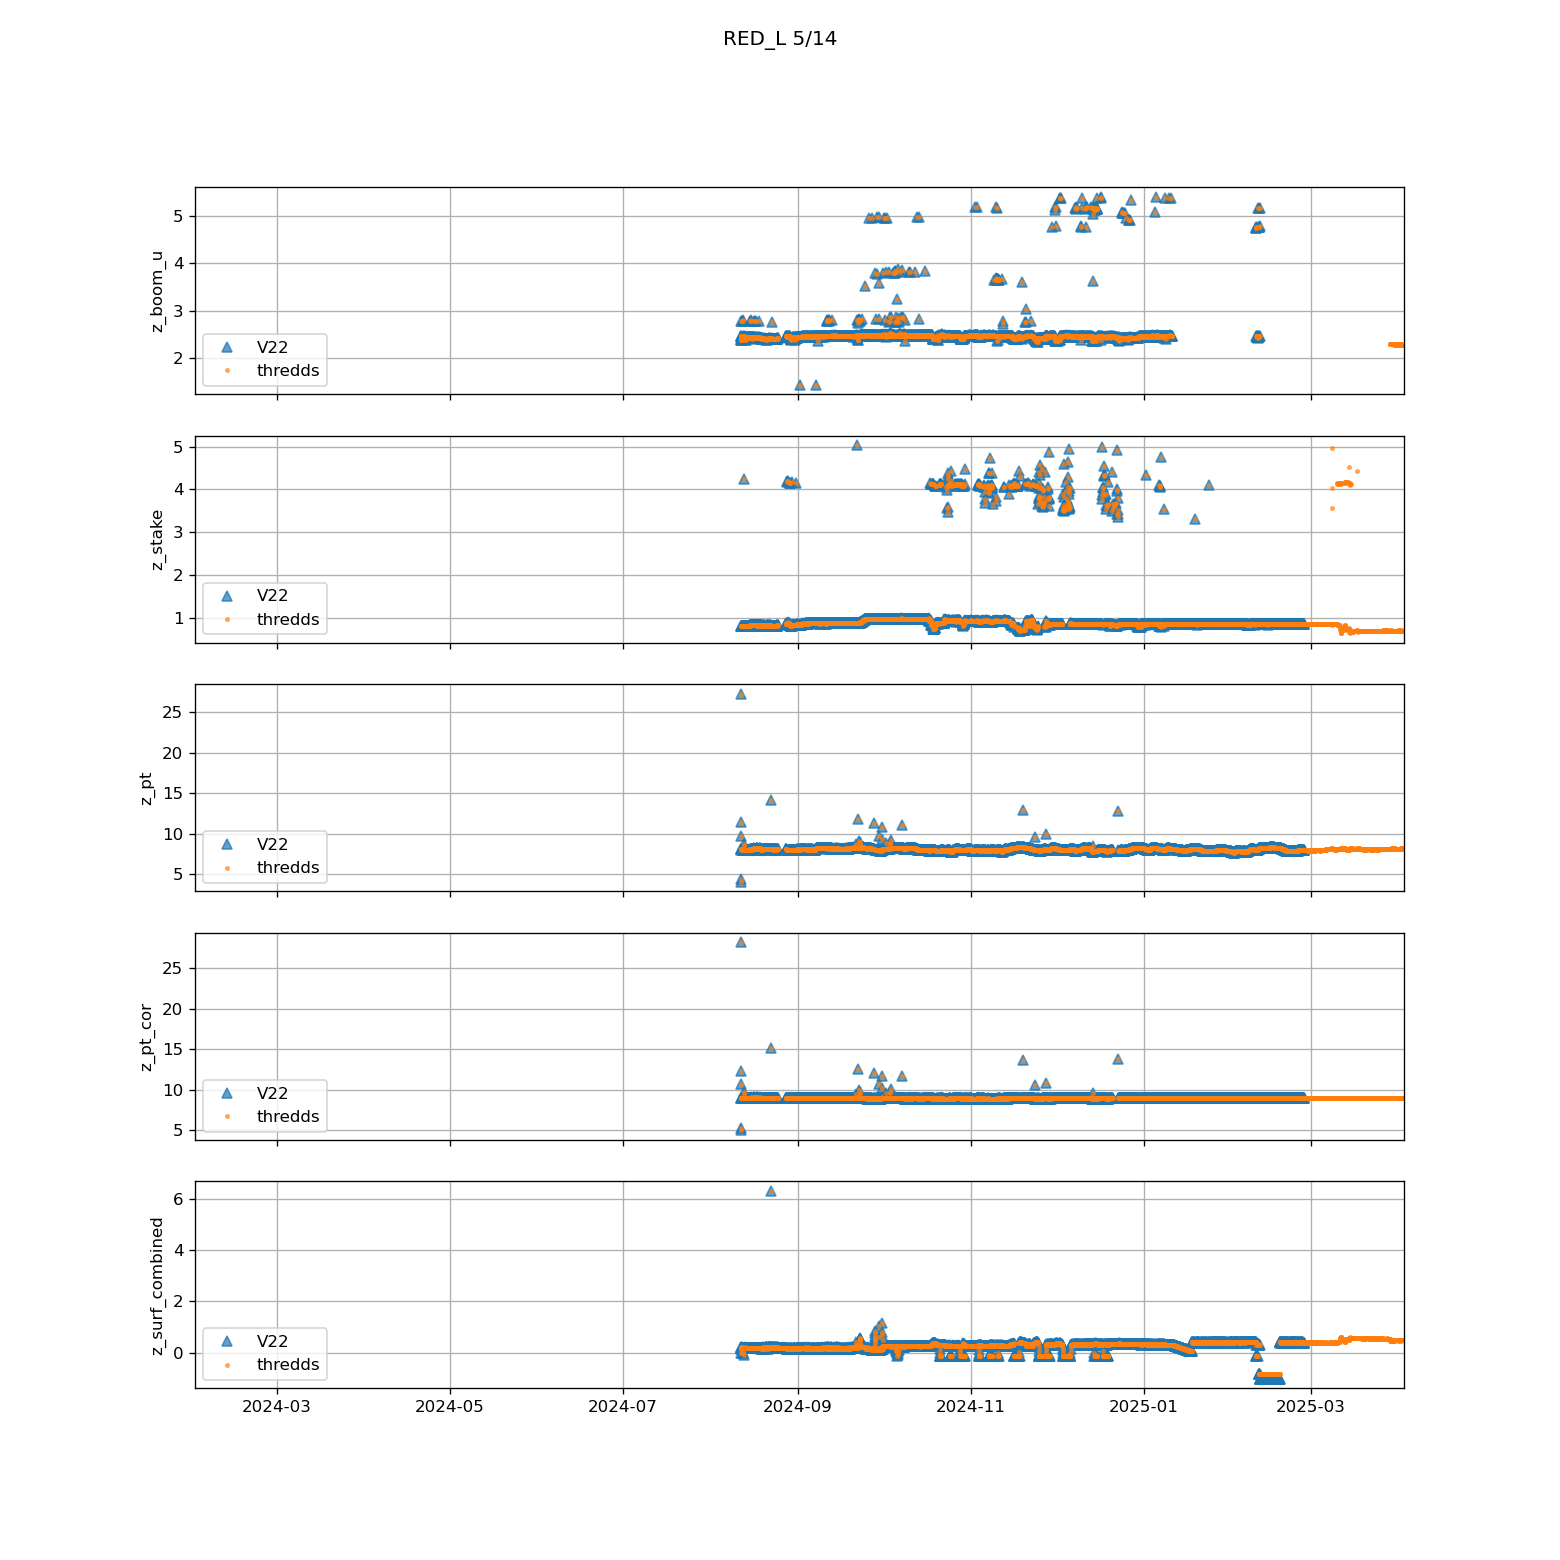 RED_L 5/14
z_boom_u
5
4
3
2
V22
thredds
z_stake
5
4
3
2
1
V22
thredds
z_pt
25
20
15
10
5
V22
thredds
z_pt_cor
25
20
15
10
5
V22
thredds
z_surf_combined
6
4
2
0
V22
thredds
2024-03 2024-05 2024-07 2024-09 2024-11 2025-01 2025-03